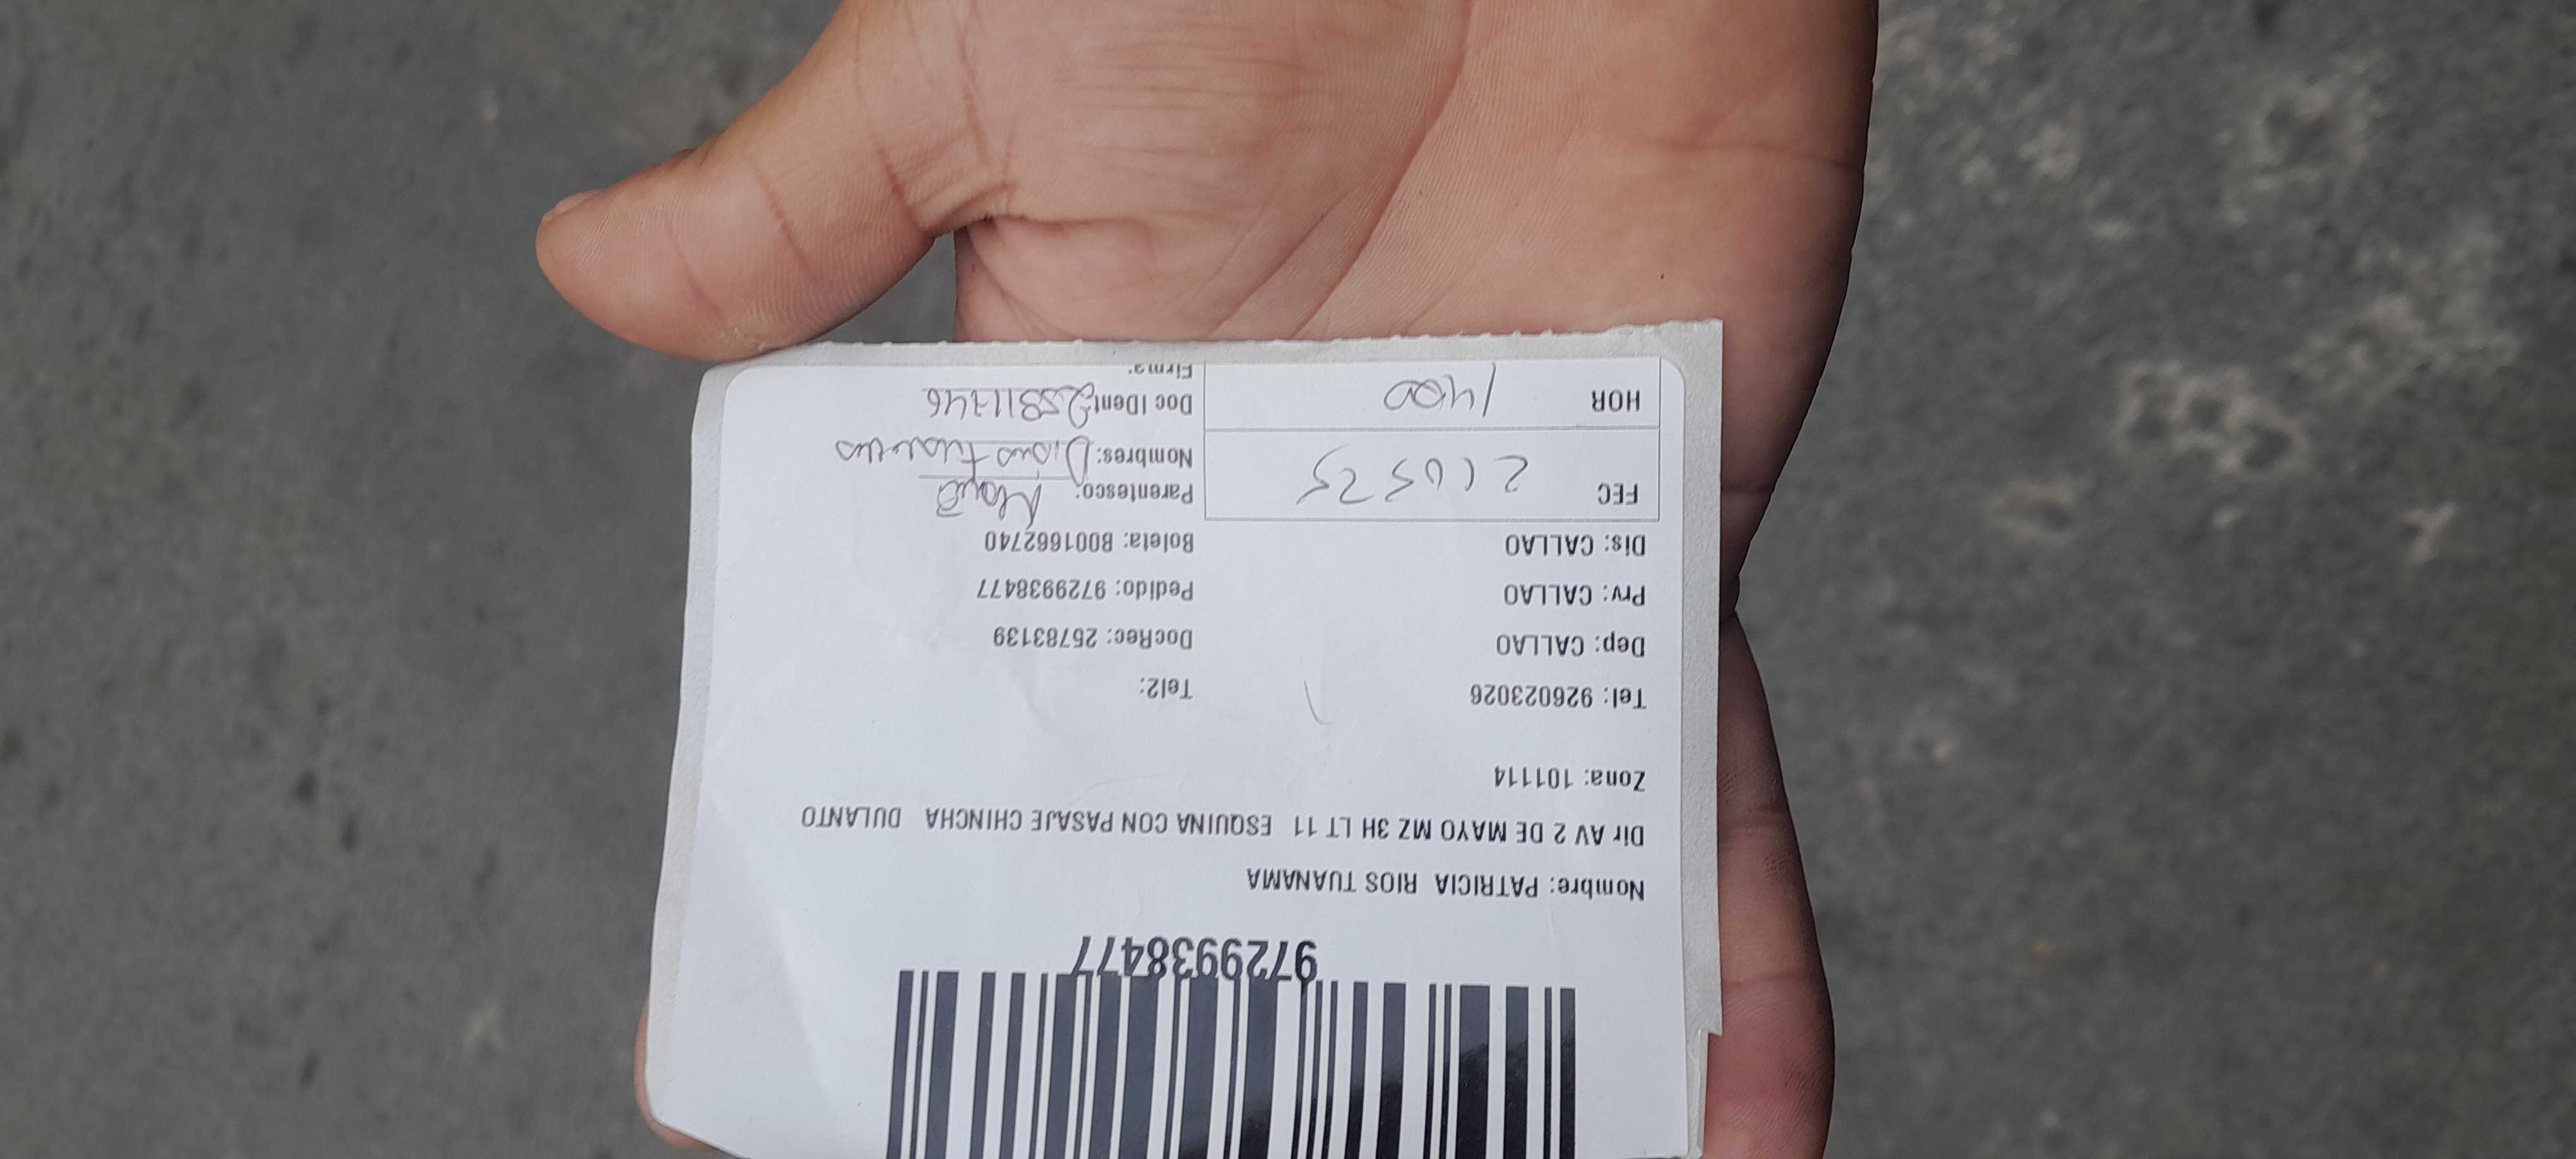 9729938477
Nombre: PATRICIA RIOS TUANAMA
Dir AV 2 DE MAYO MZ 3H LT 11 ESQUINA CON PASAJE CHINCHA DULANTO
Zona: 101114
Tel: 926023026 Tel2:
Dep: CALLAO DocRec: 25783139
Prv: CALLAO Pedido: 9729938477
Dis: CALLAO Boleta: B001662740
FEC 210525 Parentesco:
Nombres:
HOR 1400 Doc IDent:
Firma: